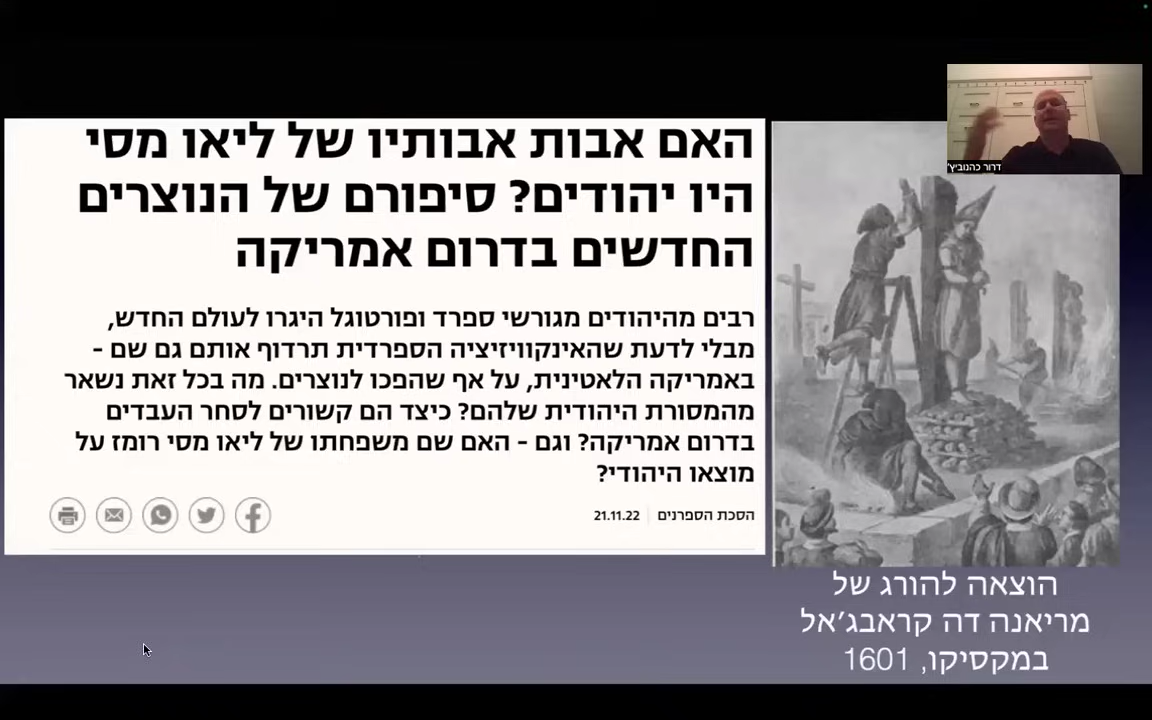 האם אבות אבותיו של ליאו מסי
היו יהודים? סיפורם של הנוצרים
החדשים בדרום אמריקה
רבים מהיהודים מגורשי ספרד ופורטוגל היגרו לעולם החדש,
מבלי לדעת שהאינקוויזיציה הספרדית תרדוף אותם גם שם -
באמריקה הלאטינית, על אף שהפכו לנוצרים. מה בכל זאת נשאר
מהמסורת היהודית שלהם? כיצד הם קשורים לסחר העבדים
בדרום אמריקה? וגם - האם שם משפחתו של ליאו מסי רומז על
מוצאו היהודי?
הסכת הספרנים | 21.11.22
דרור כהנוביץ'
הוצאה להורג של
מריאנה דה קראבג'אל
במקסיקו, 1601